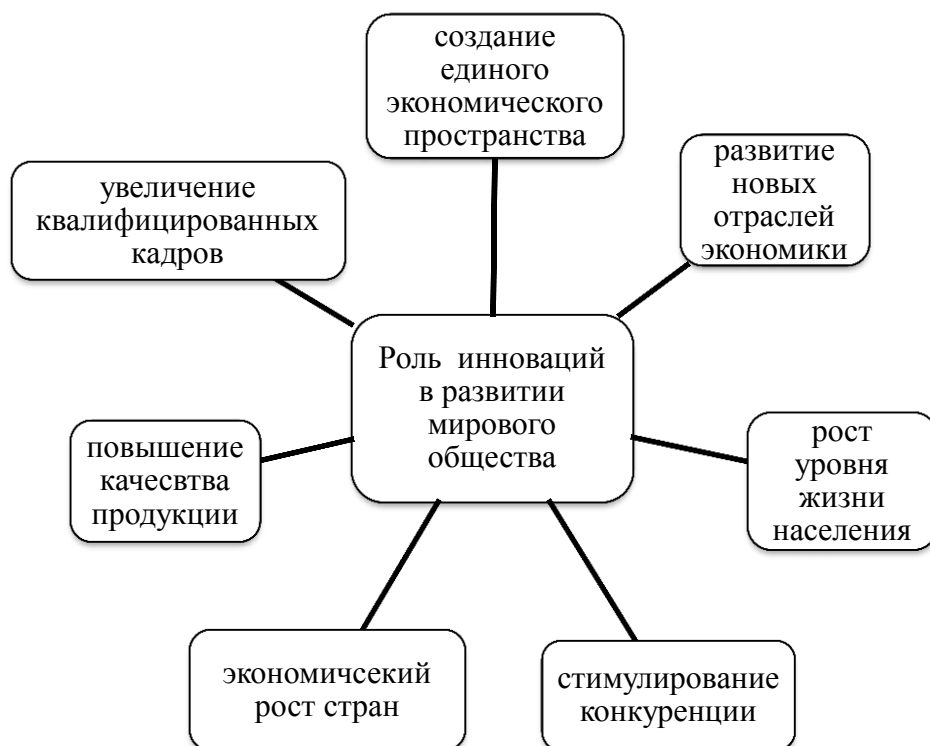 создание
единого
экономического
пространства
развитие
новых
отраслей
экономики
увеличение
квалифицированных
кадров
Роль инноваций
в развитии
мирового
общества
повышение
качесвтва
продукции
рост
уровня
жизни
населения
экономичсекий
рост стран
стимулирование
конкуренции